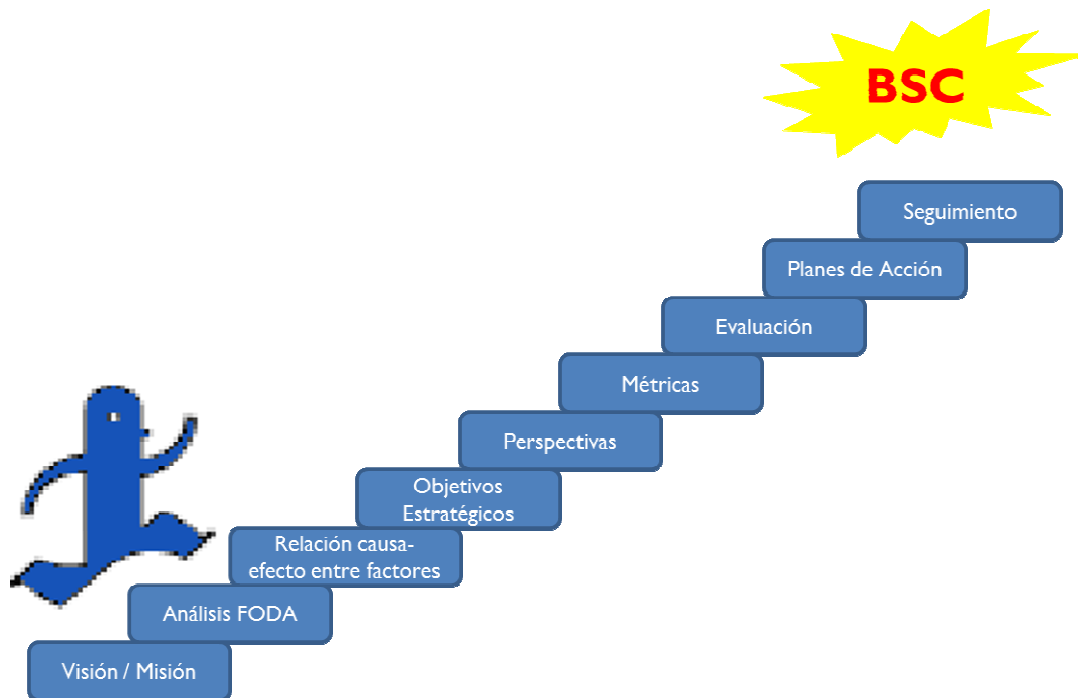 BSC
Seguimiento
Planes de Acción
Evaluación
Métricas
Perspectivas
Objetivos
Estratégicos
Relación causa-
efecto entre factores
Análisis FODA
Visión / Misión